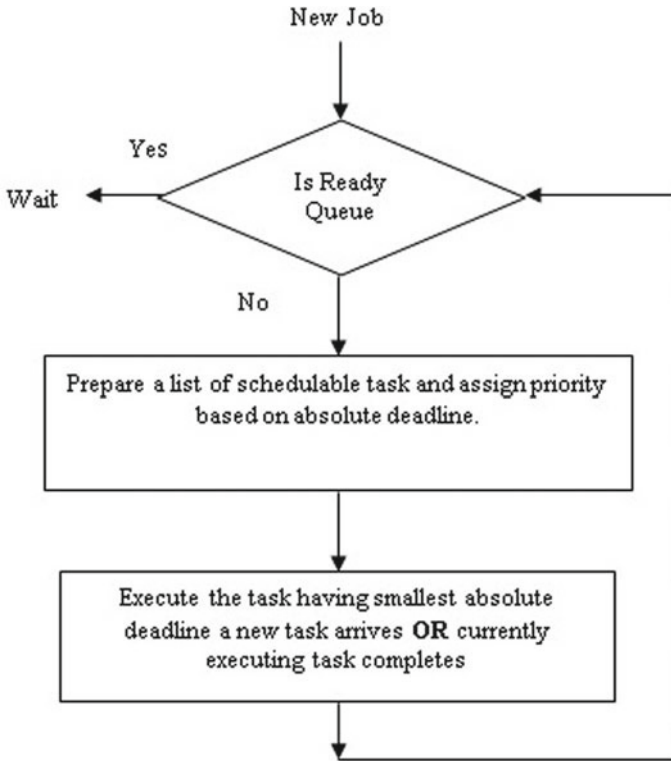 New Job
Yes
Is Ready
Queue
Wait
No
Prepare a list of schedulable task and assign priority
based on absolute deadline.
Execute the task having smallest absolute
deadline a new task arrives OR currently
executing task completes